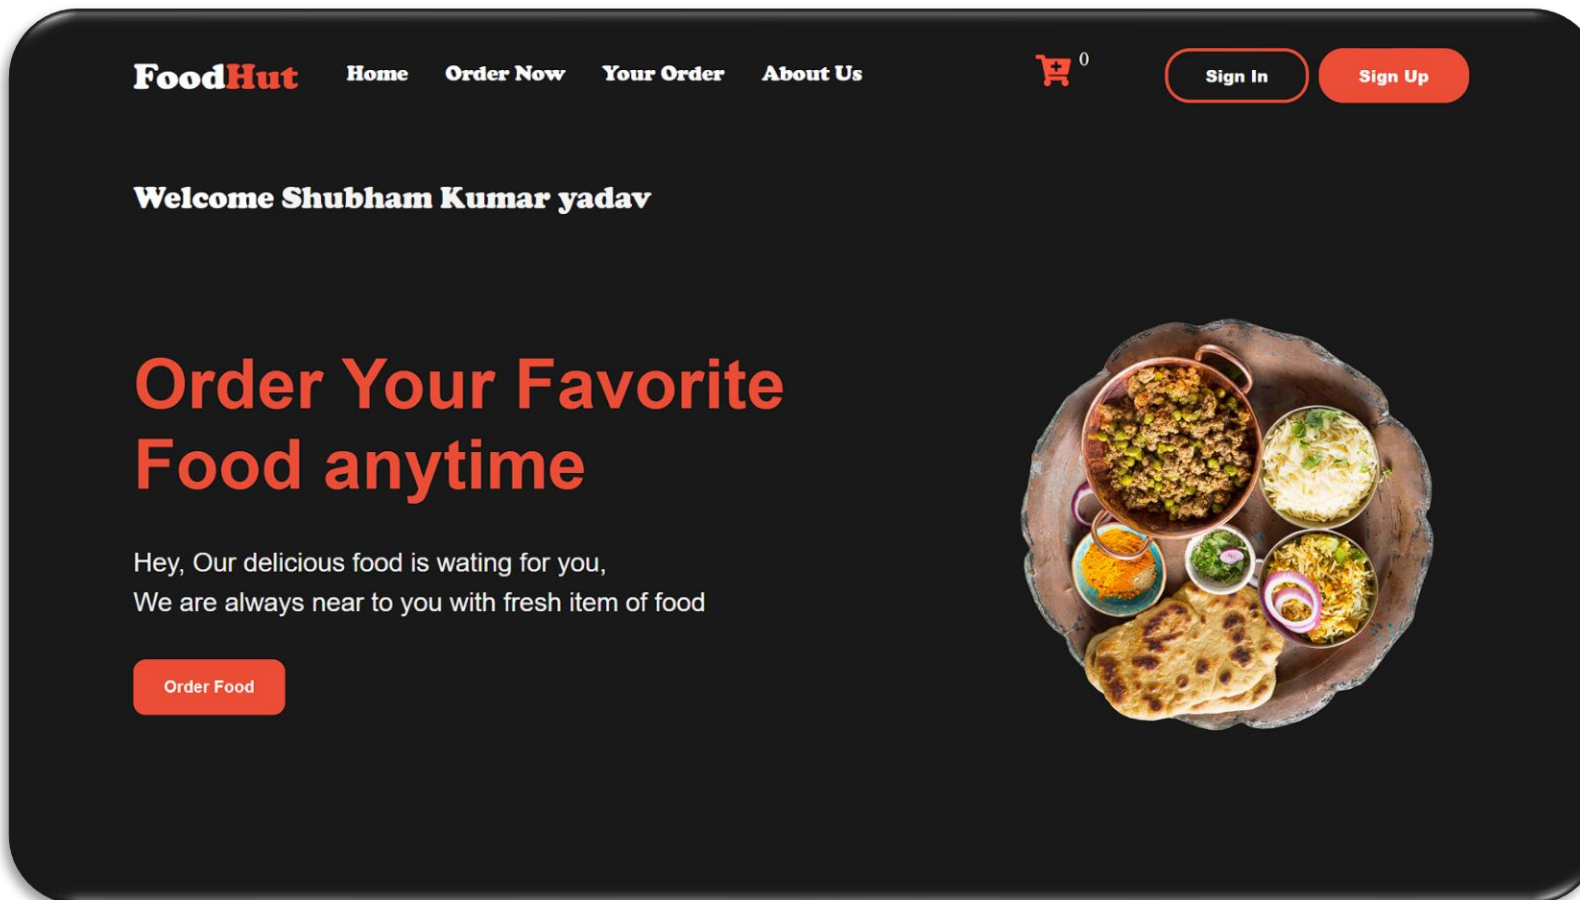 FoodHut Home Order Now Your Order About Us 0 Sign In Sign Up
Welcome Shubham Kumar yadav
Order Your Favorite
Food anytime
Hey, Our delicious food is wating for you,
We are always near to you with fresh item of food
Order Food